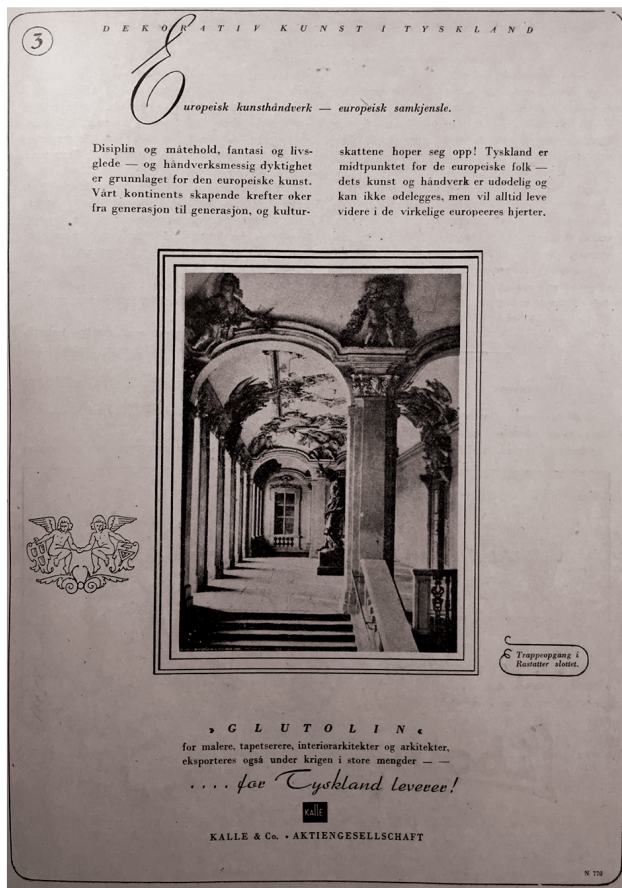 3
DEKORATIV KUNST I TYSKLAND
Europeisk kunsthåndverk — europeisk samkjensle.
Disiplin og måtehold, fantasi og livs-
glede — og håndverksmessig dyktighet
er grunnlaget for den europeiske kunst.
Vårt kontinents skapende krefter øker
fra generasjon til generasjon, og kultur-
skattene hoper seg opp! Tyskland er
midtpunktet for de europeiske folk —
dets kunst og håndverk er udødelig og
kan ikke ødelegges, men vil alltid leve
videre i de virkelige europeeres hjerter.
Trappeopgang i
Rastatter slottet.
„GLUTOLIN“
for malere, tapetserere, interiørarkitekter og arkitekter,
eksporteres også under krigen i store mengder — —
.... for Tyskland leverer!
Kalle
KALLE & Co. • AKTIENGESELLSCHAFT
N 770